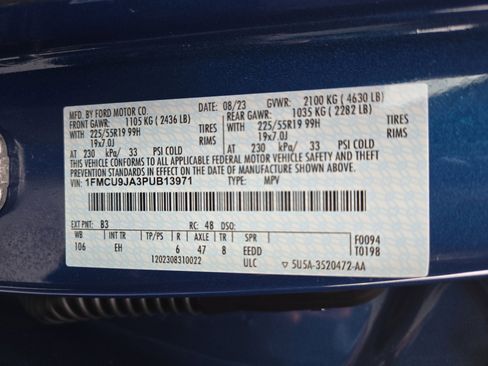 MFD. BY FORD MOTOR CO. DATE: 08/23 GVWR: 2100 KG ( 4630 LB)
FRONT GAWR: 1105 KG ( 2436 LB) REAR GAWR: 1035 KG ( 2282 LB)
WITH 225/55R19 99H TIRES WITH 225/55R19 99H TIRES
19x7.0J RIMS 19x7.0J RIMS
AT 230 kPa/ 33 PSI COLD AT 230 kPa/ 33 PSI COLD
THIS VEHICLE CONFORMS TO ALL APPLICABLE FEDERAL MOTOR VEHICLE SAFETY, BUMPER, AND THEFT
PREVENTION STANDARDS IN EFFECT ON THE DATE OF MANUFACTURE SHOWN ABOVE.
VIN: 1FMCU9JA3PUB13971 TYPE: MPV
EXT PNT: B3 RC: 48 DSO:
WB INT TR TP/PS R AXLE TR SPR F0094
106 EH 6 47 8 EEDD T0198
1202308310022 ULC ▽ 5U5A-3520472-AA